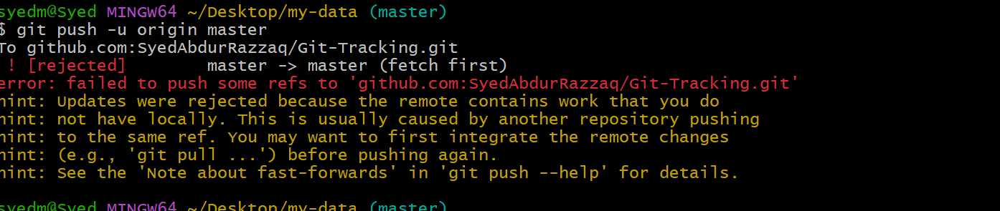 syedm@Syed MINGW64 ~/Desktop/my-data (master)
$ git push -u origin master
To github.com:SyedAbdurRazzaq/Git-Tracking.git
! [rejected]        master -> master (fetch first)
error: failed to push some refs to 'github.com:SyedAbdurRazzaq/Git-Tracking.git'
hint: Updates were rejected because the remote contains work that you do
hint: not have locally. This is usually caused by another repository pushing
hint: to the same ref. You may want to first integrate the remote changes
hint: (e.g., 'git pull ...') before pushing again.
hint: See the 'Note about fast-forwards' in 'git push --help' for details.
syedm@Syed MINGW64 ~/Desktop/my-data (master)